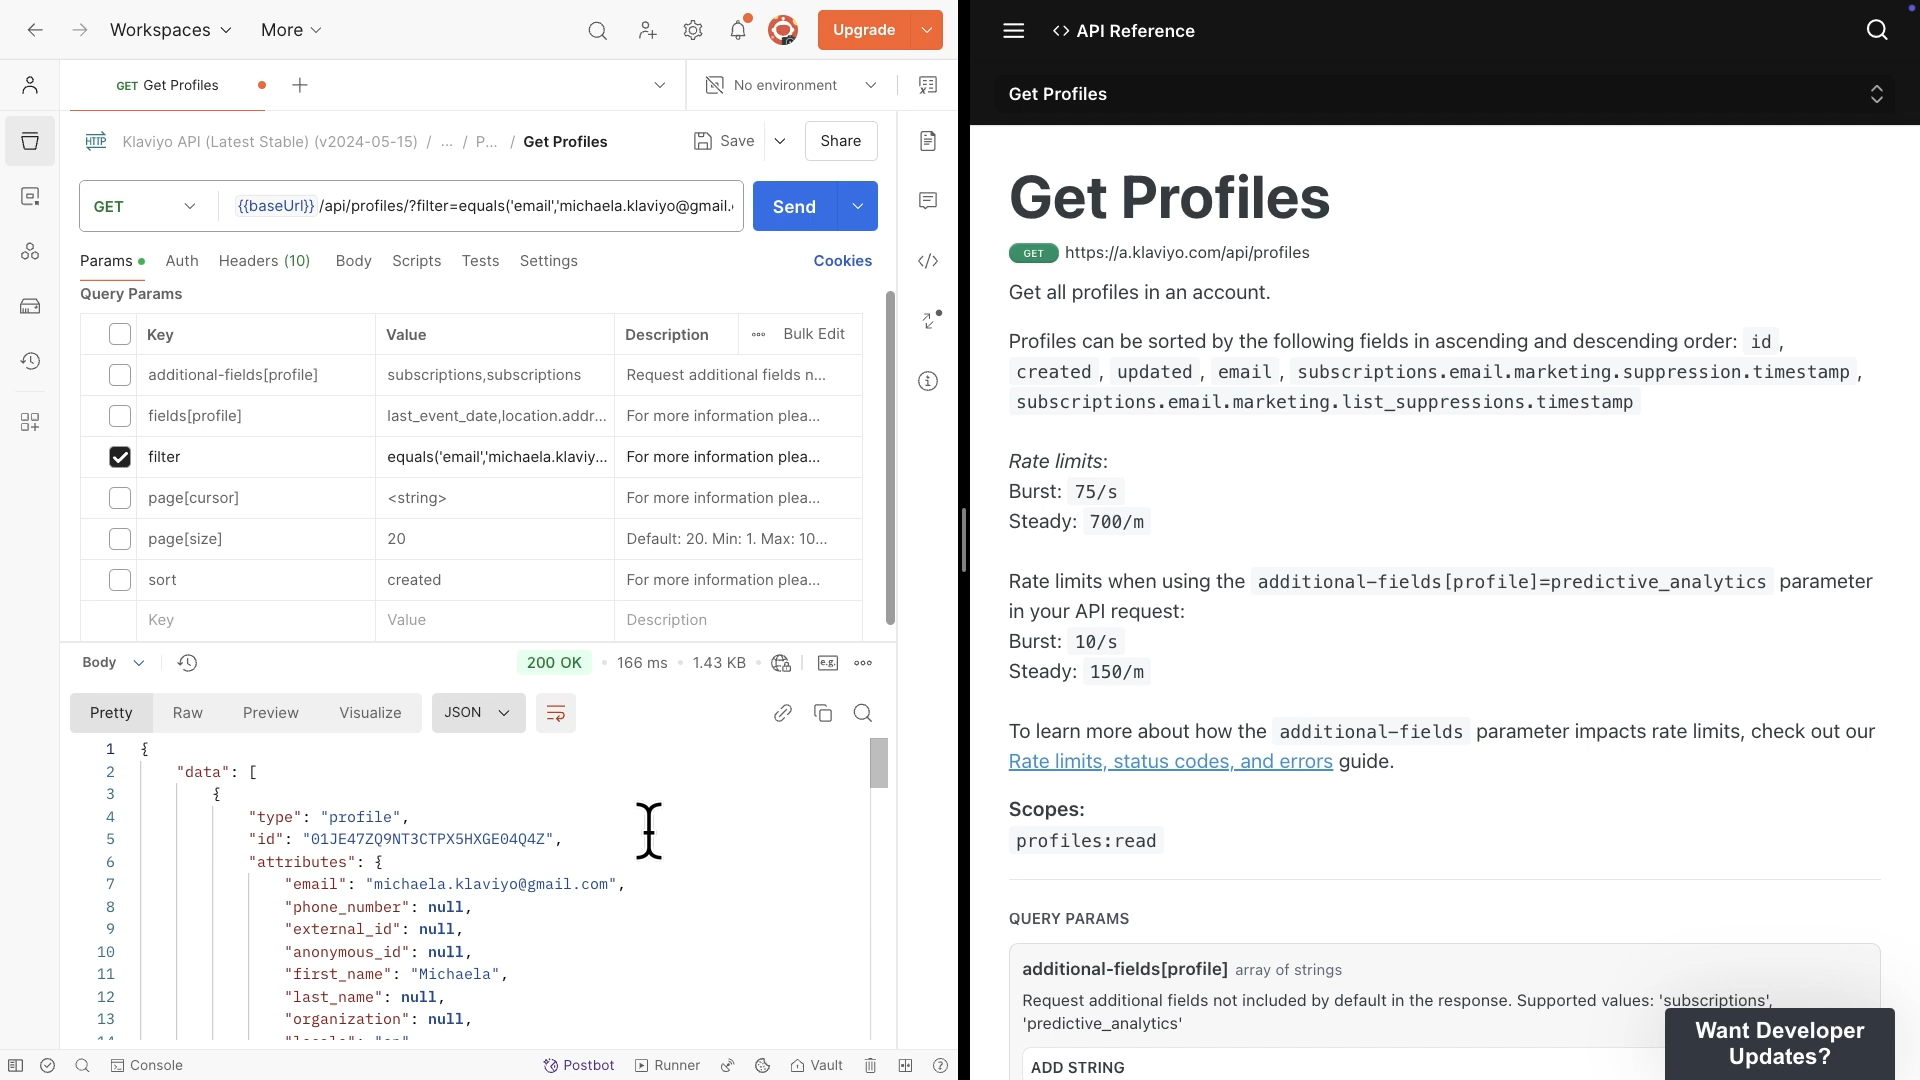 Workspaces
More
Upgrade
GET Get Profiles
No environment
HTTP
Klaviyo API (Latest Stable) (v2024-05-15) / ... / P... / Get Profiles
Save
Share
GET
{{baseUrl}} /api/profiles/?filter=equals('email','michaela.klaviyo@gmail.
Send
Params
Auth
Headers (10)
Body
Scripts
Tests
Settings
Cookies
Query Params
Key Value Description Bulk Edit
additional-fields[profile] subscriptions,subscriptions Request additional fields n...
fields[profile] last_event_date,location.addr... For more information plea...
filter equals('email','michaela.klaviy... For more information plea...
page[cursor] <string> For more information plea...
page[size] 20 Default: 20. Min: 1. Max: 10...
sort created For more information plea...
Key Value Description
Body
200 OK
166 ms
1.43 KB
e.g.
Pretty
Raw
Preview
Visualize
JSON
1 {
2 "data": [
3 {
4 "type": "profile",
5 "id": "01JE47ZQ9NT3CTPX5HXGE04Q4Z",
6 "attributes": {
7 "email": "michaela.klaviyo@gmail.com",
8 "phone_number": null,
9 "external_id": null,
10 "anonymous_id": null,
11 "first_name": "Michaela",
12 "last_name": null,
13 "organization": null,
Console
Postbot
Runner
Vault
<> API Reference
Get Profiles
Get Profiles
GET https://a.klaviyo.com/api/profiles
Get all profiles in an account.
Profiles can be sorted by the following fields in ascending and descending order: id,
created, updated, email, subscriptions.email.marketing.suppression.timestamp,
subscriptions.email.marketing.list_suppressions.timestamp
Rate limits:
Burst: 75/s
Steady: 700/m
Rate limits when using the additional-fields[profile]=predictive_analytics parameter
in your API request:
Burst: 10/s
Steady: 150/m
To learn more about how the additional-fields parameter impacts rate limits, check out our
Rate limits, status codes, and errors guide.
Scopes:
profiles:read
QUERY PARAMS
additional-fields[profile] array of strings
Request additional fields not included by default in the response. Supported values: 'subscriptions',
'predictive_analytics'
ADD STRING
Want Developer
Updates?